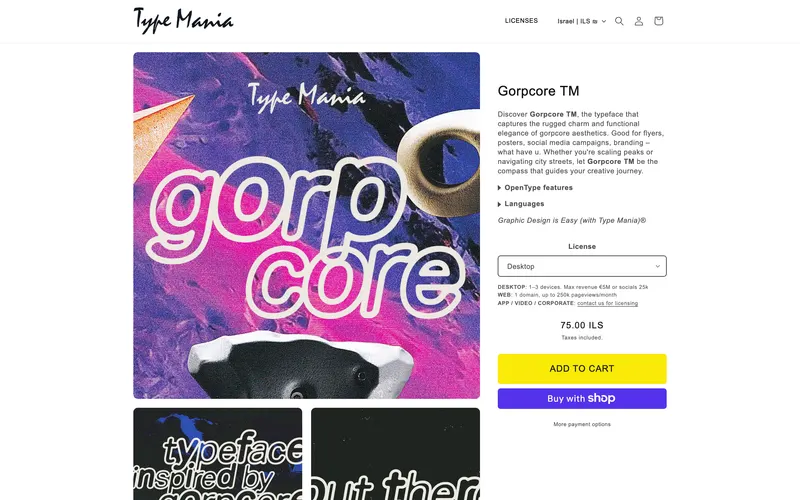 Type Mania
LICENSES
Israel | ILS ₪
Type Mania
gorp
core
Gorpcore TM
Discover Gorpcore TM, the typeface that
captures the rugged charm and functional
elegance of gorpcore aesthetics. Good for flyers,
posters, social media campaigns, branding –
what have u. Whether you're scaling peaks or
navigating city streets, let Gorpcore TM be the
compass that guides your creative journey.
OpenType features
Languages
Graphic Design is Easy (with Type Mania)®
License
Desktop
DESKTOP: 1–3 devices. Max revenue €5M or socials 25k
WEB: 1 domain, up to 250k pageviews/month
APP / VIDEO / CORPORATE: contact us for licensing
75.00 ILS
Taxes included.
ADD TO CART
Buy with shop
More payment options
typeface
inspired by
gorpcore
out there